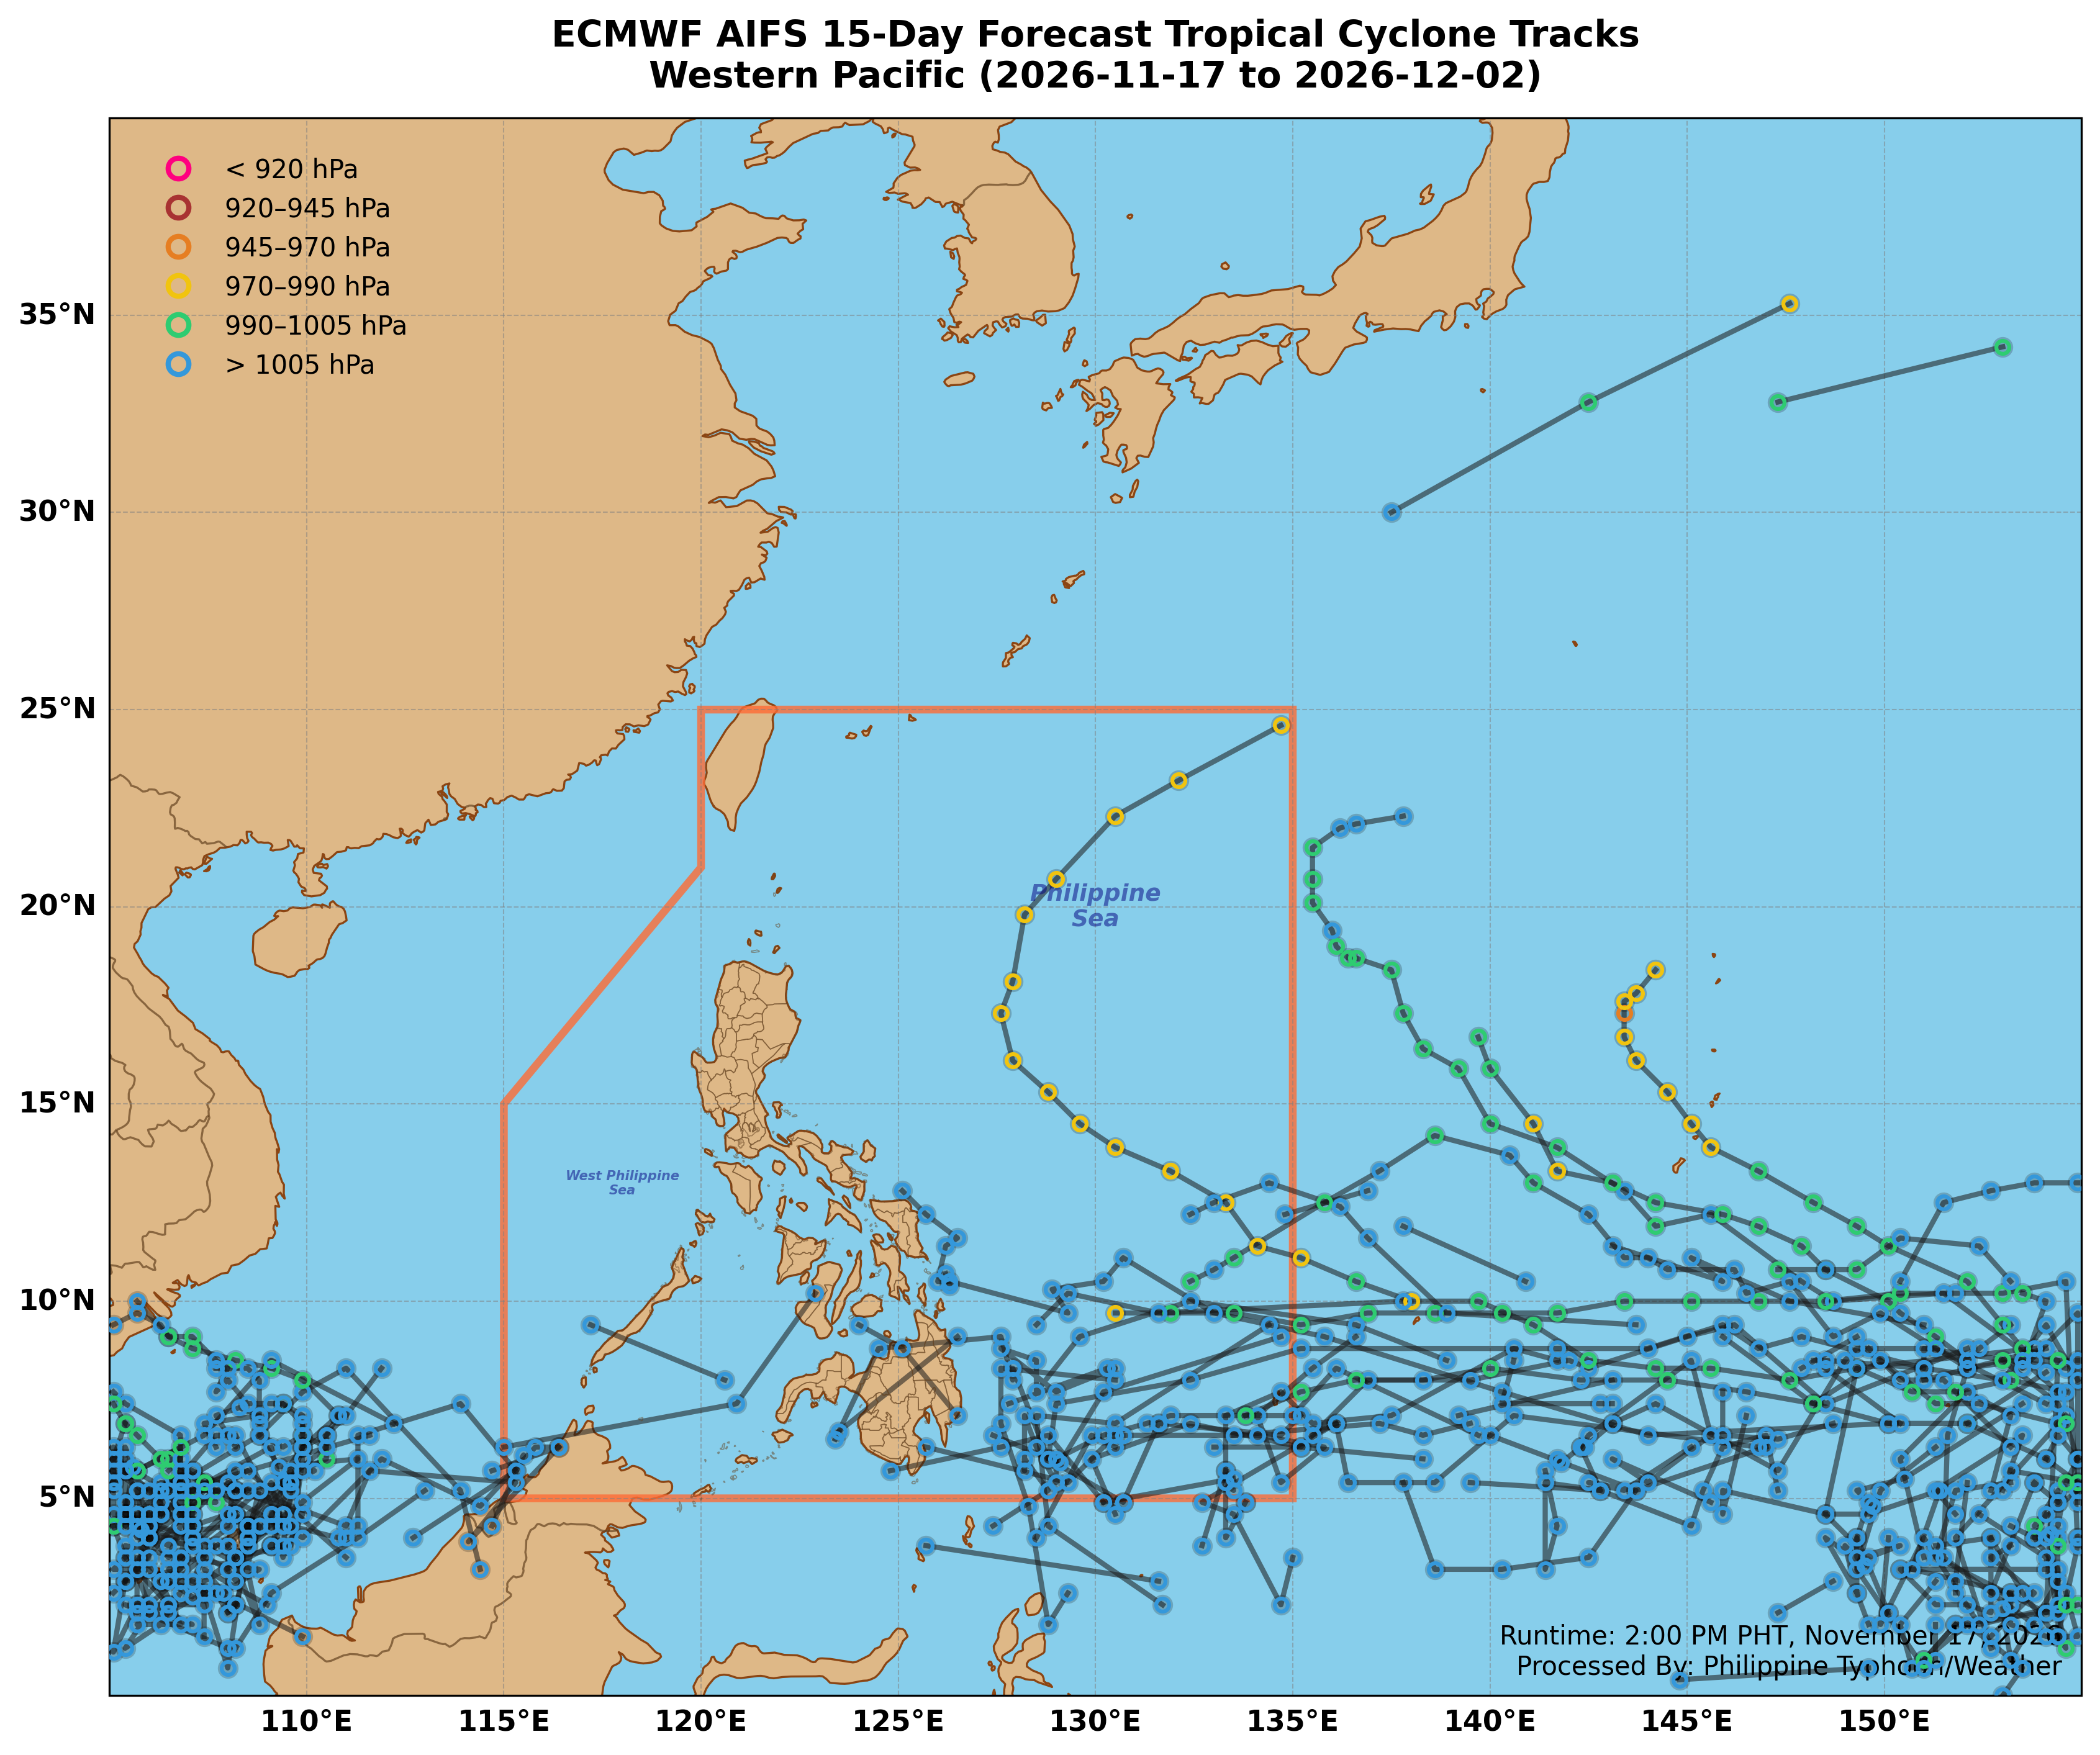 ECMWF AIFS 15-Day Forecast Tropical Cyclone Tracks
Western Pacific (2026-11-17 to 2026-12-02)
< 920 hPa
920–945 hPa
945–970 hPa
970–990 hPa
990–1005 hPa
> 1005 hPa
35°N
30°N
25°N
20°N
15°N
10°N
5°N
Philippine
Sea
West Philippine
Sea
Runtime: 2:00 PM PHT, November 17, 2026
Processed By: Philippine Typhoon/Weather
110°E
115°E
120°E
125°E
130°E
135°E
140°E
145°E
150°E